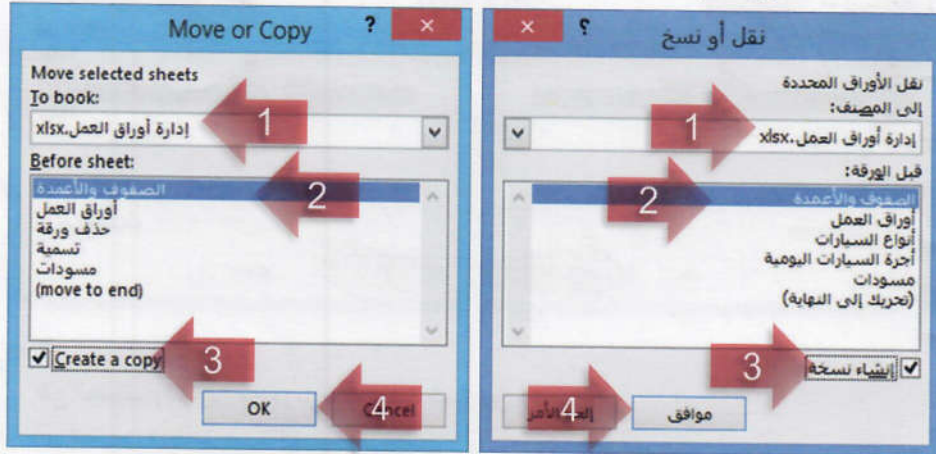 Move or Copy
?
×
Move selected sheets
To book:
إدارة أوراق العمل.xlsx
1
Before sheet:
الصفوف والأعمدة
2
أوراق العمل
حذف ورقة
تسمية
مسودات
(move to end)
Create a copy
3
OK
Cancel
4
×
؟
نقل أو نسخ
نقل الأوراق المحددة
إلى المصنف:
إدارة أوراق العمل.xlsx
1
قبل الورقة:
الصفوف والأعمدة
2
أوراق العمل
أنواع السيارات
أجرة السيارات اليومية
مسودات
(تحريك إلى النهاية)
إنشاء نسخة
3
موافق
إلغاء الأمر
4